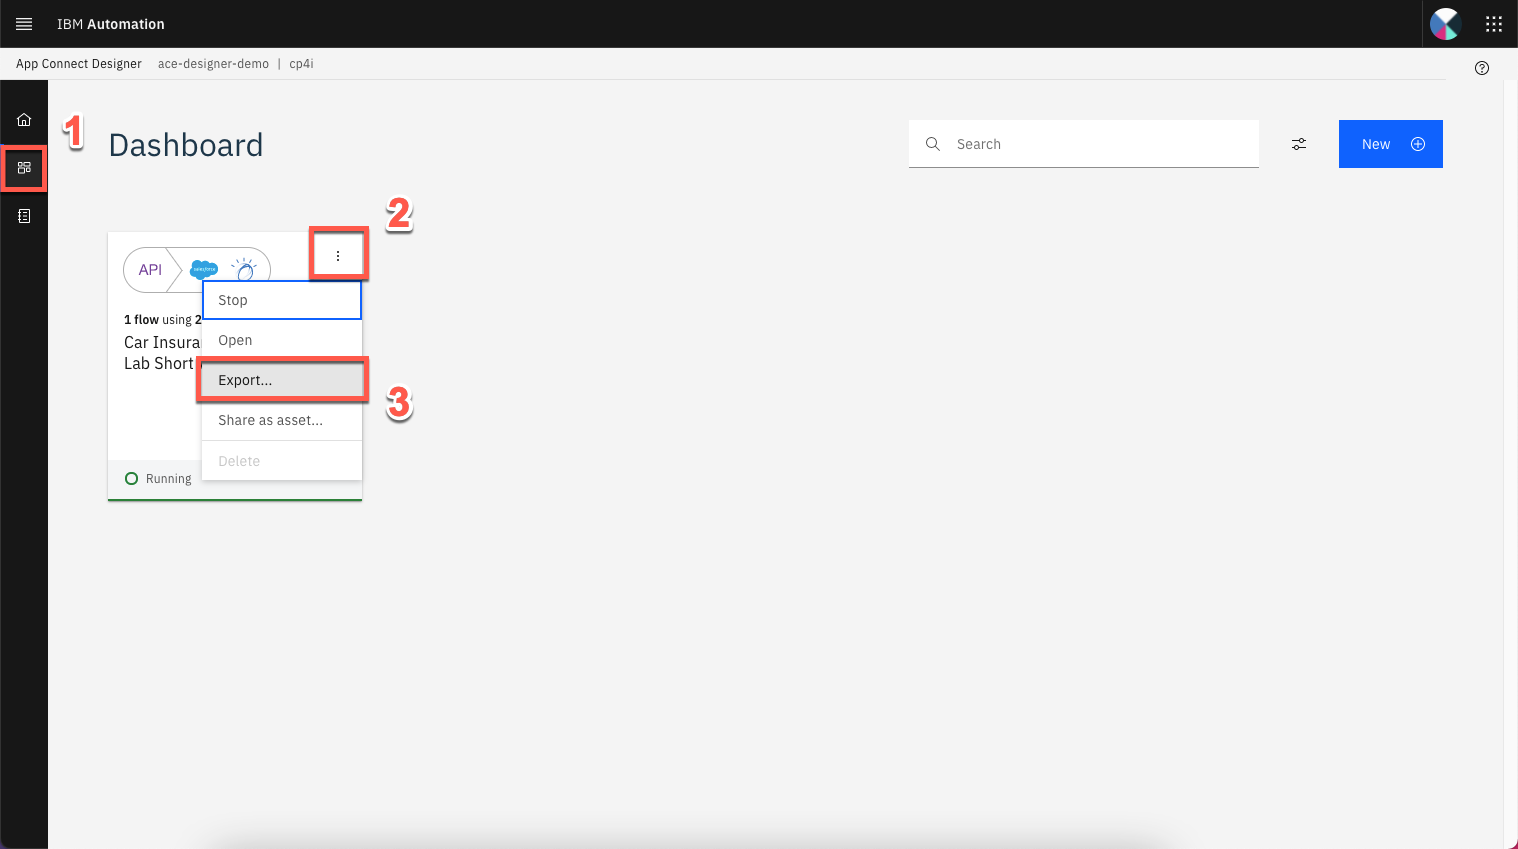 IBM Automation
App Connect Designer ace-designer-demo | cp4i
1
Dashboard
Search
New
2
API
salesforce
Stop
1 flow using 2
Open
Car Insura
Lab Short
Export...
3
Share as asset...
Delete
Running